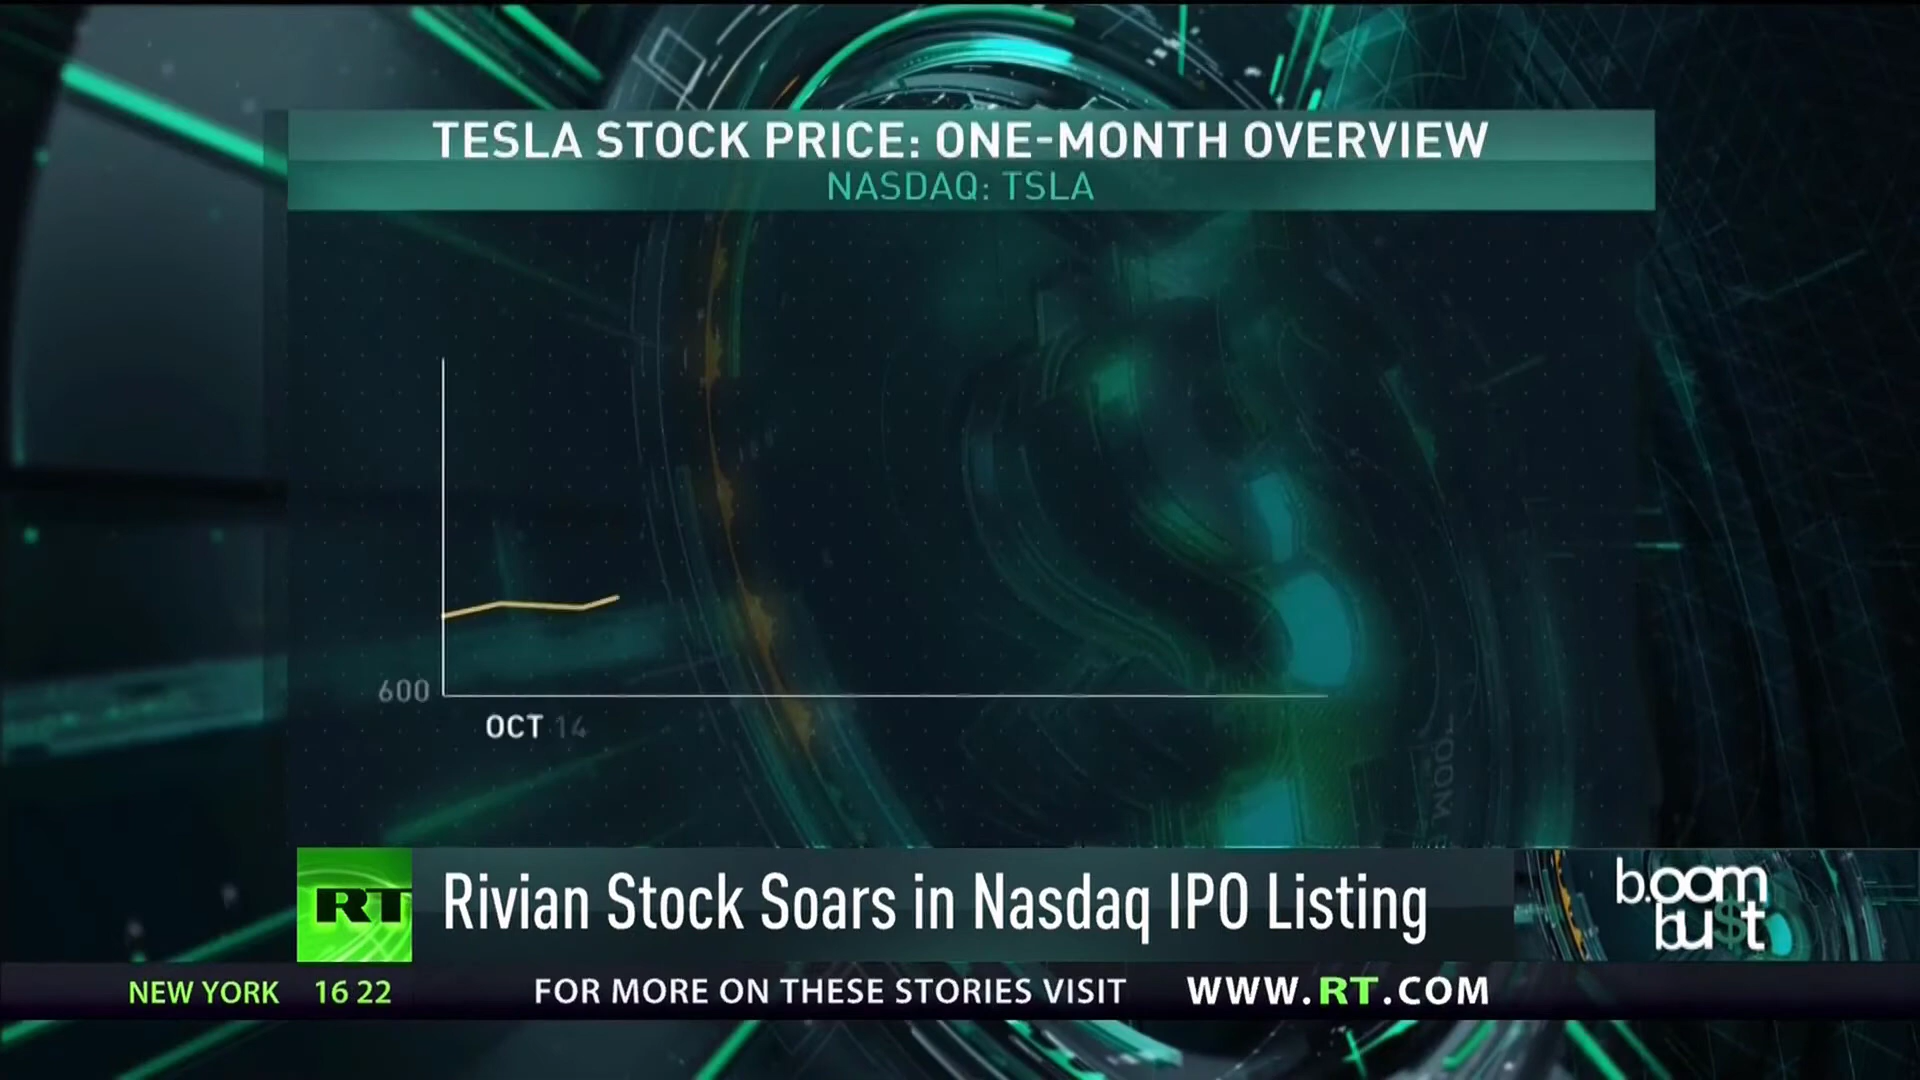 TESLA STOCK PRICE: ONE-MONTH OVERVIEW
NASDAQ: TSLA
600
OCT 14
RT
Rivian Stock Soars in Nasdaq IPO Listing
boom
bu$t
NEW YORK 16 22 FOR MORE ON THESE STORIES VISIT WWW.RT.COM